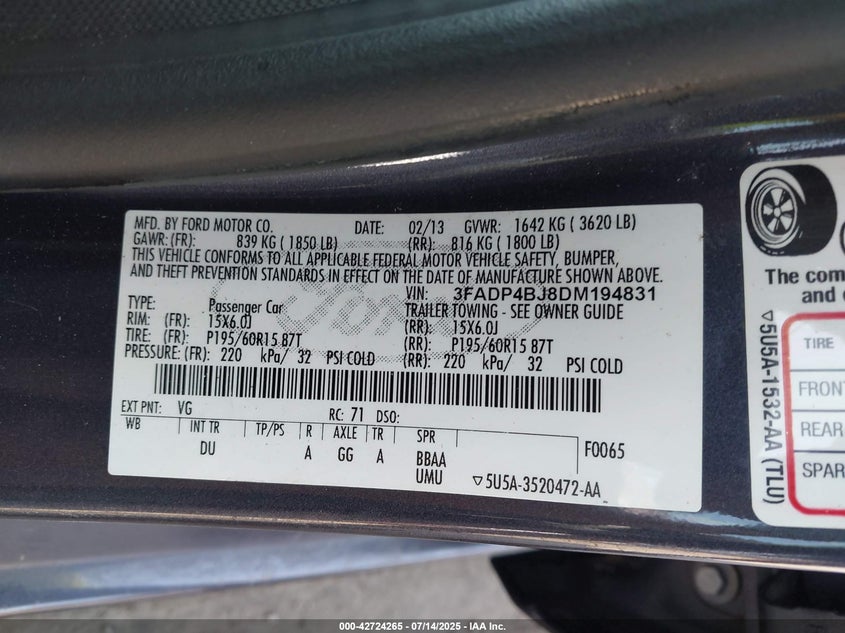 MFD. BY FORD MOTOR CO. DATE: 02/13 GVWR: 1642 KG ( 3620 LB)
GAWR: (FR): 839 KG ( 1850 LB) (RR): 816 KG ( 1800 LB)
THIS VEHICLE CONFORMS TO ALL APPLICABLE FEDERAL MOTOR VEHICLE SAFETY, BUMPER,
AND THEFT PREVENTION STANDARDS IN EFFECT ON THE DATE OF MANUFACTURE SHOWN ABOVE.
VIN: 3FADP4BJ8DM194831
TYPE: Passenger Car TRAILER TOWING - SEE OWNER GUIDE
RIM: (FR): 15X6.0J (RR): 15X6.0J
TIRE: (FR): P195/60R15 87T (RR): P195/60R15 87T
PRESSURE: (FR): 220 kPa/ 32 PSI COLD (RR): 220 kPa/ 32 PSI COLD
EXT PNT: VG RC: 71 DSO:
WB INT TR TP/PS R AXLE TR SPR F0065
DU A GG A BBAA
UMU ▽5U5A-3520472-AA
The com
and
▽5U5A-1532-AA (TLU)
TIRE
FRONT
REAR
SPAR
000-42724265 - 07/14/2025 - IAA Inc.